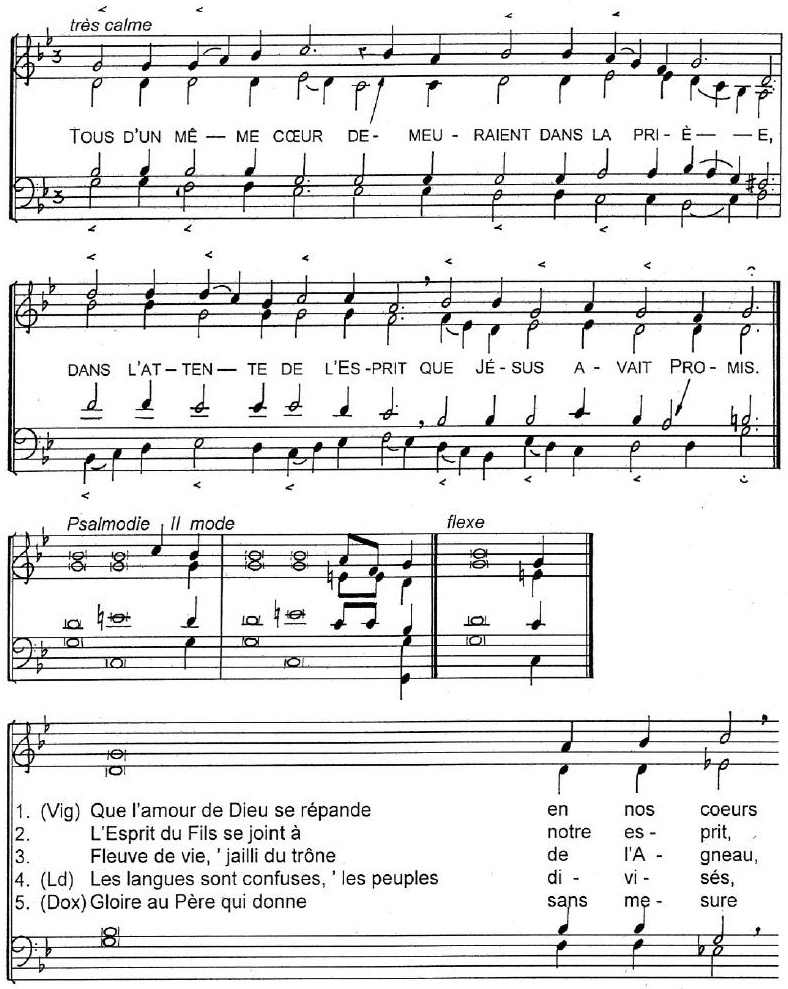 très calme
3
TOUS D'UN MÊ — ME CŒUR DE- MEU - RAIENT DANS LA PRI - È — E,
3
DANS L'AT – TEN — TE DE L'ES -PRIT QUE JÉ - SUS A - VAIT PRO - MIS.
Psalmodie II mode flexe
1. (Vig) Que l'amour de Dieu se répande en nos coeurs
2. L'Esprit du Fils se joint à notre es - prit,
3. Fleuve de vie, ' jailli du trône de l'A - gneau,
4. (Ld) Les langues sont confuses, ' les peuples di - vi - sés,
5. (Dox) Gloire au Père qui donne sans me - sure